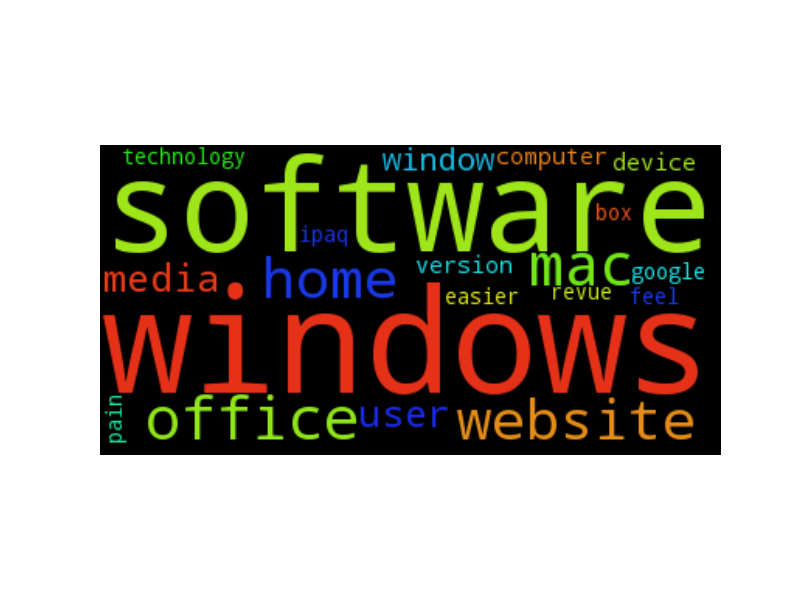 technology window computer device
software
ipaq box
media home version mac google
easier revue feel
windows
pain office user website